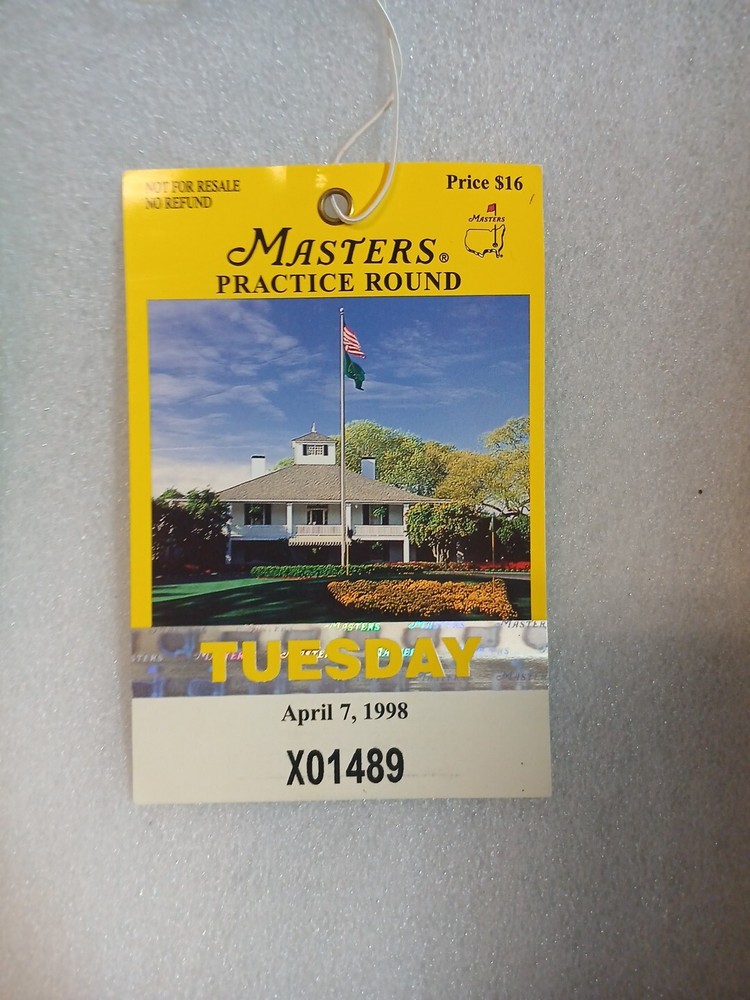 NOT FOR RESALE
NO REFUND
Price $16
MASTERS
MASTERS®
PRACTICE ROUND
TUESDAY
April 7, 1998
X01489